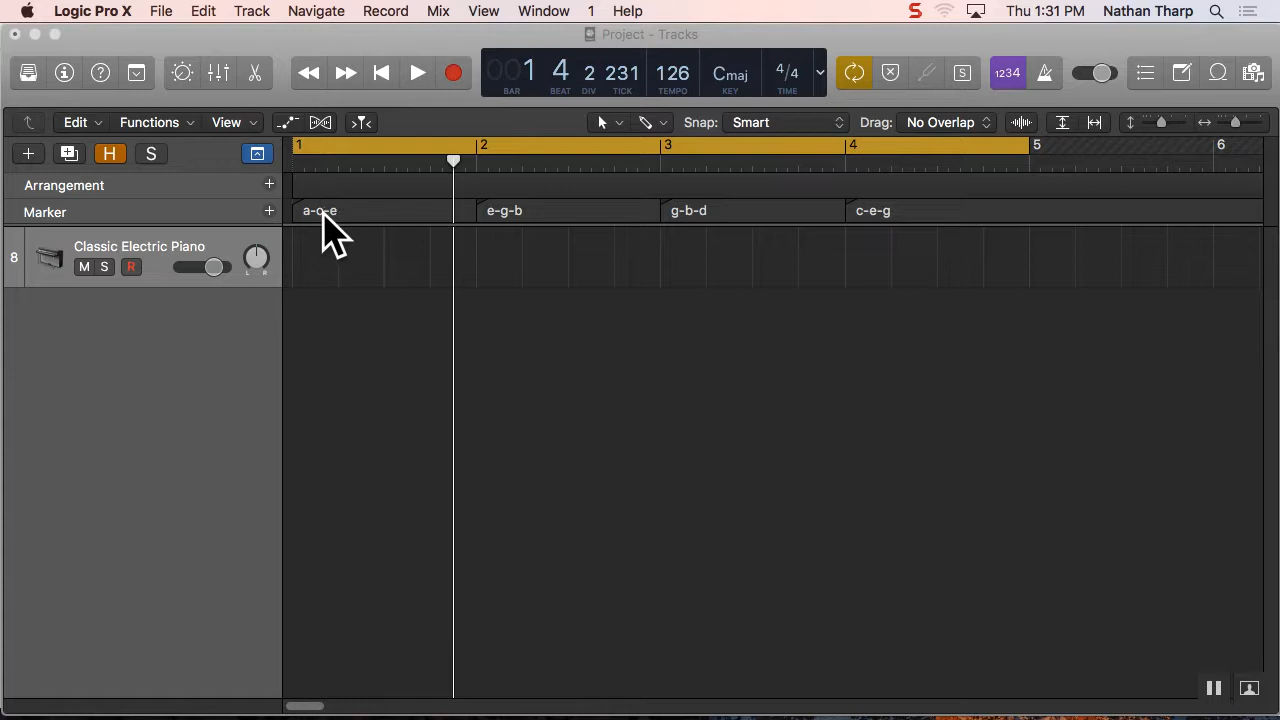 Logic Pro X File Edit Track Navigate Record Mix View Window 1 Help S Thu 1:31 PM Nathan Tharp
Project - Tracks
001 4 2 231 126 Cmaj 4/4 1234
BAR BEAT DIV TICK TEMPO KEY TIME
Edit Functions View Snap: Smart Drag: No Overlap
H S 1 2 3 4 5 6
Arrangement
Marker a-c-e e-g-b g-b-d c-e-g
8 Classic Electric Piano
M S R L R